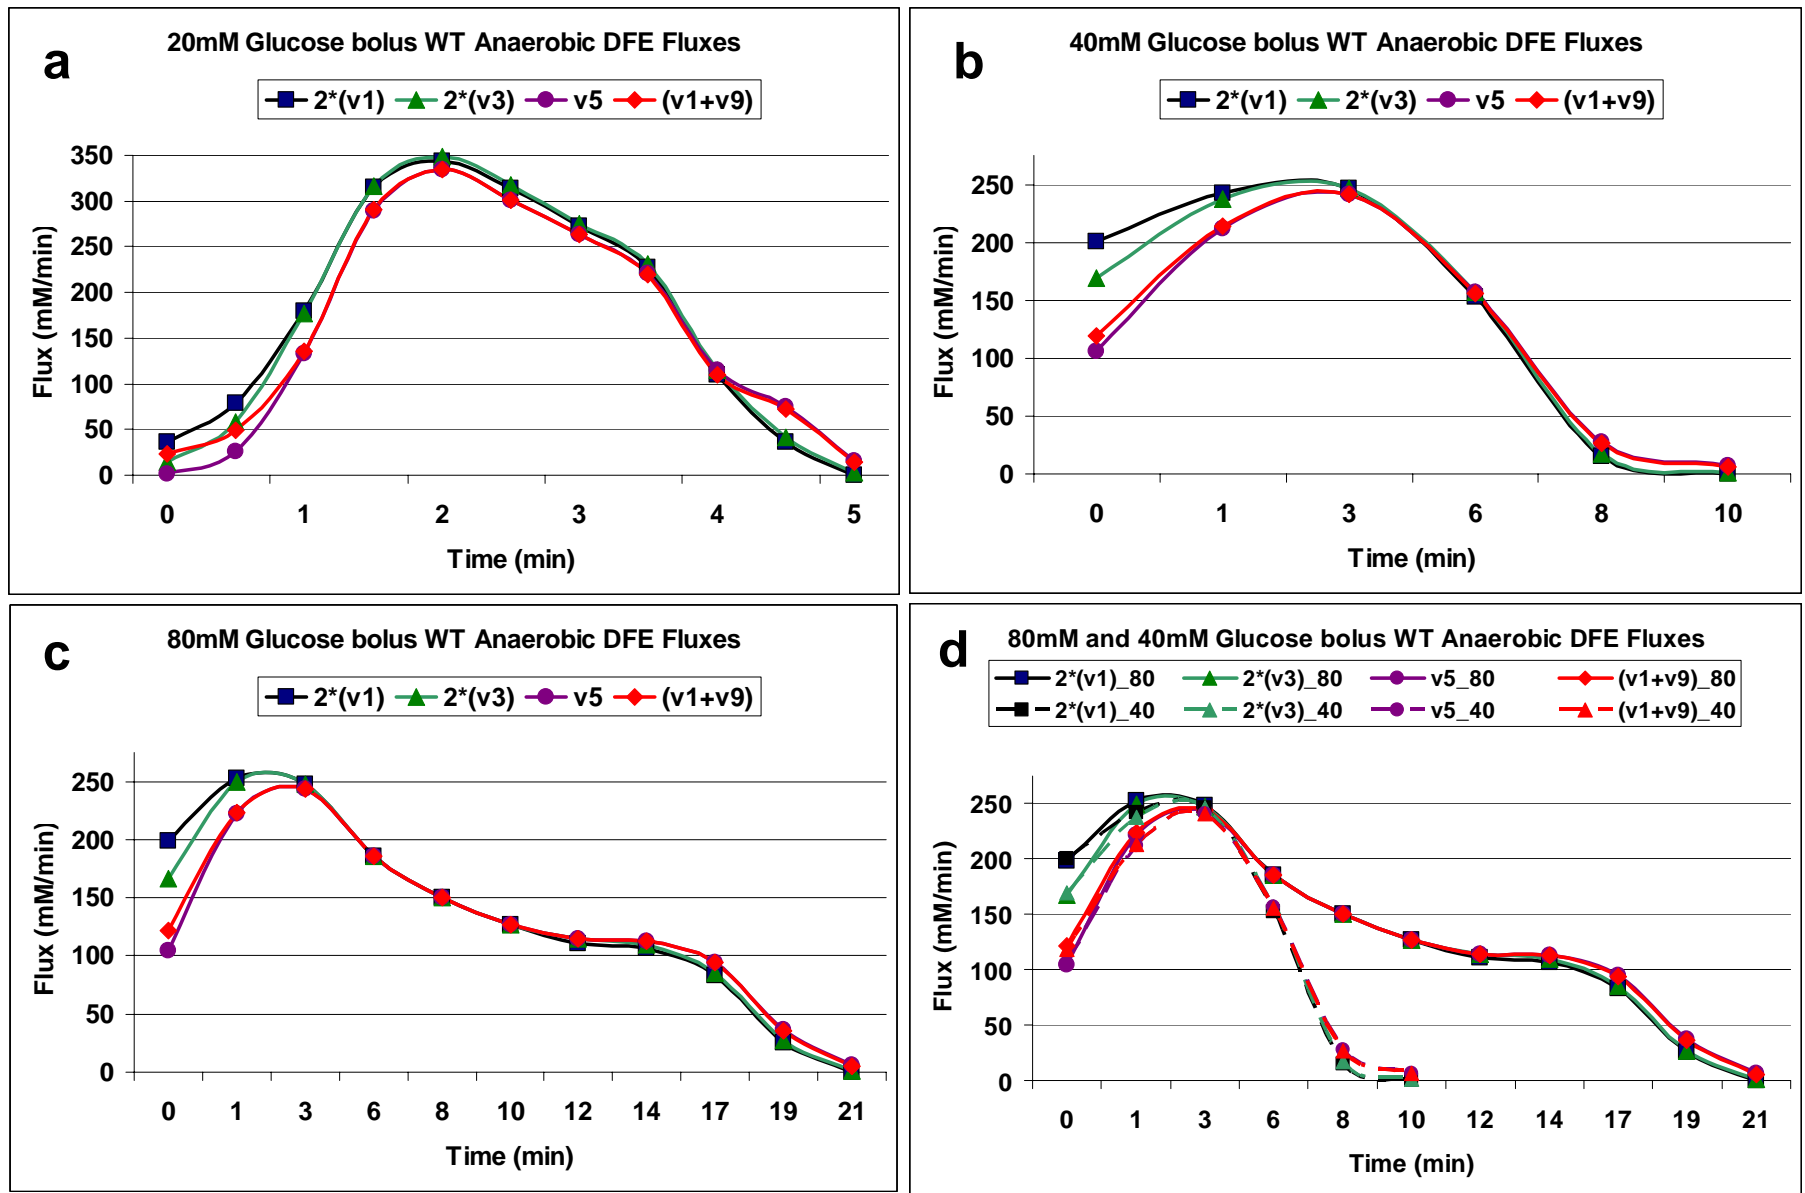 a
20mM Glucose bolus WT Anaerobic DFE Fluxes
2*(v1) 2*(v3) v5 (v1+v9)
Flux (mM/min)
350
300
250
200
150
100
50
0
0 1 2 3 4 5
Time (min)
b
40mM Glucose bolus WT Anaerobic DFE Fluxes
2*(v1) 2*(v3) v5 (v1+v9)
Flux (mM/min)
250
200
150
100
50
0
0 1 3 6 8 10
Time (min)
c
80mM Glucose bolus WT Anaerobic DFE Fluxes
2*(v1) 2*(v3) v5 (v1+v9)
Flux (mM/min)
250
200
150
100
50
0
0 1 3 6 8 10 12 14 17 19 21
Time (min)
d
80mM and 40mM Glucose bolus WT Anaerobic DFE Fluxes
2*(v1)_80 2*(v3)_80 v5_80 (v1+v9)_80
2*(v1)_40 2*(v3)_40 v5_40 (v1+v9)_40
Flux (mM/min)
250
200
150
100
50
0
0 1 3 6 8 10 12 14 17 19 21
Time (min)